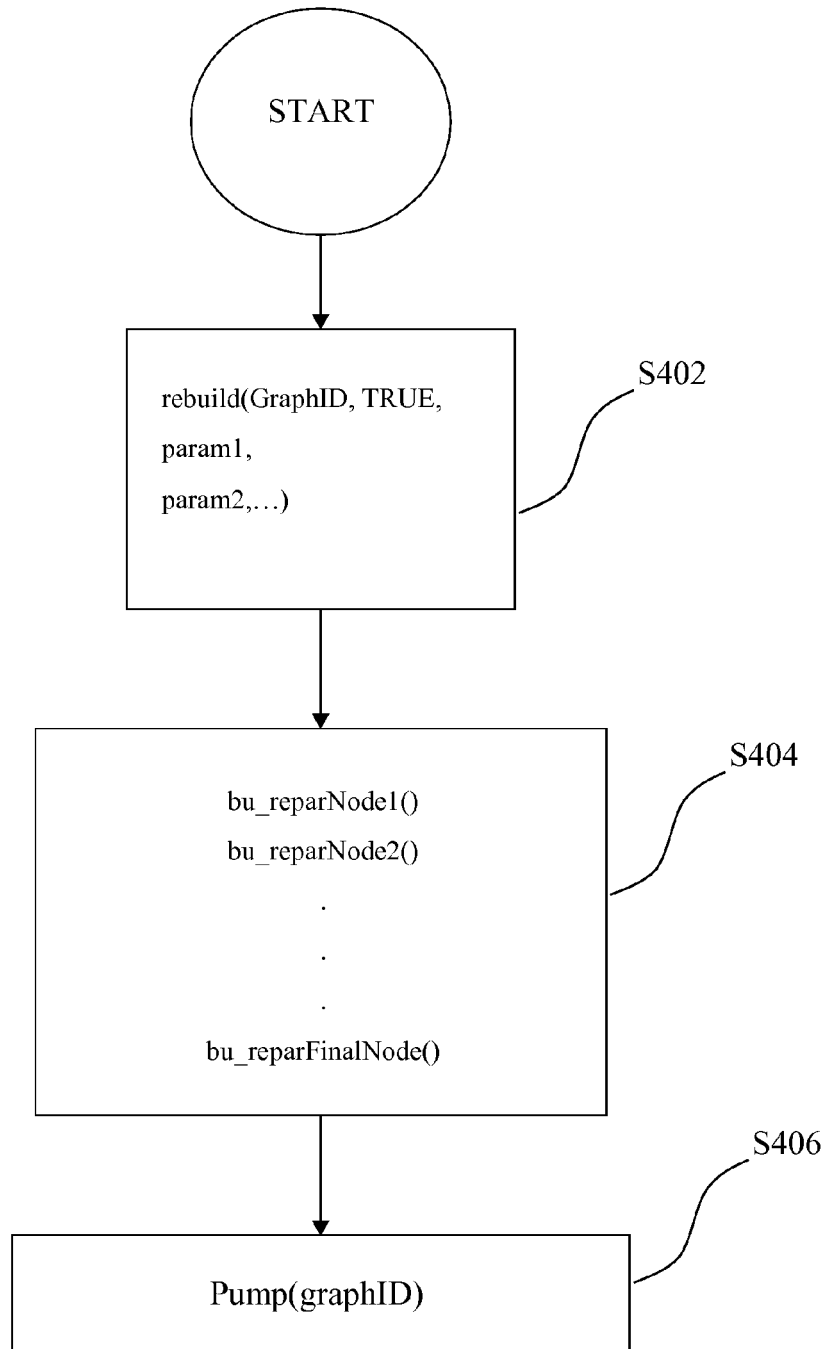 START
rebuild(GraphID, TRUE,
param1,
param2,…)
S402
bu_reparNode1()
bu_reparNode2()
.
.
.
bu_reparFinalNode()
S404
Pump(graphID)
S406